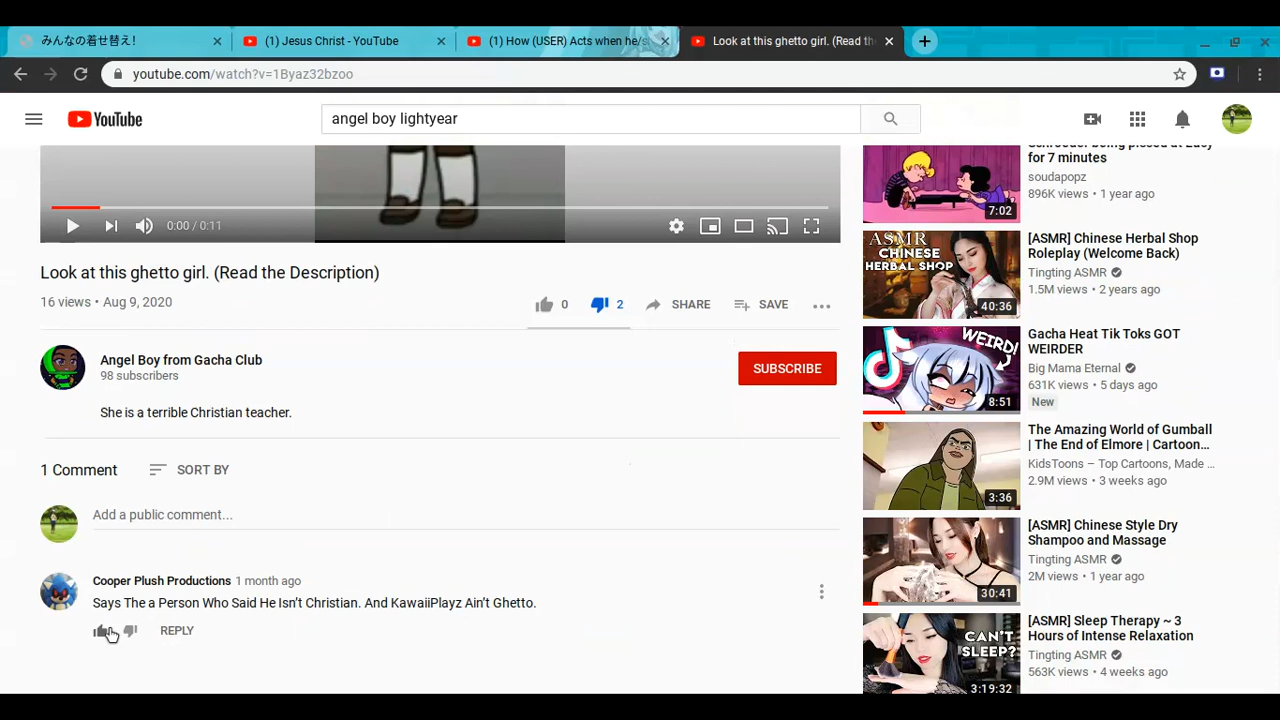 みんなの着せ替え!
(1) Jesus Christ - YouTube
(1) How (USER) Acts when he/s
Look at this ghetto girl. (Read th
youtube.com/watch?v=1Byaz32bzoo
YouTube
angel boy lightyear
0:00 / 0:11
Look at this ghetto girl. (Read the Description)
16 views • Aug 9, 2020
0
2
SHARE
SAVE
Angel Boy from Gacha Club
98 subscribers
SUBSCRIBE
She is a terrible Christian teacher.
1 Comment
SORT BY
Add a public comment...
Cooper Plush Productions 1 month ago
Says The a Person Who Said He Isn't Christian. And KawaiiPlayz Ain't Ghetto.
REPLY
Schroeder being pissed at Lucy
for 7 minutes
soudapopz
896K views • 1 year ago
7:02
ASMR
CHINESE
HERBAL SHOP
40:36
[ASMR] Chinese Herbal Shop
Roleplay (Welcome Back)
Tingting ASMR
1.5M views • 2 years ago
WEIRD!
8:51
Gacha Heat Tik Toks GOT
WEIRDER
Big Mama Eternal
631K views • 5 days ago
New
3:36
The Amazing World of Gumball
| The End of Elmore | Cartoon...
KidsToons – Top Cartoons, Made ...
2.9M views • 3 weeks ago
30:41
[ASMR] Chinese Style Dry
Shampoo and Massage
Tingting ASMR
2M views • 1 year ago
CAN'T
SLEEP?
3:19:32
[ASMR] Sleep Therapy ~ 3
Hours of Intense Relaxation
Tingting ASMR
563K views • 4 weeks ago